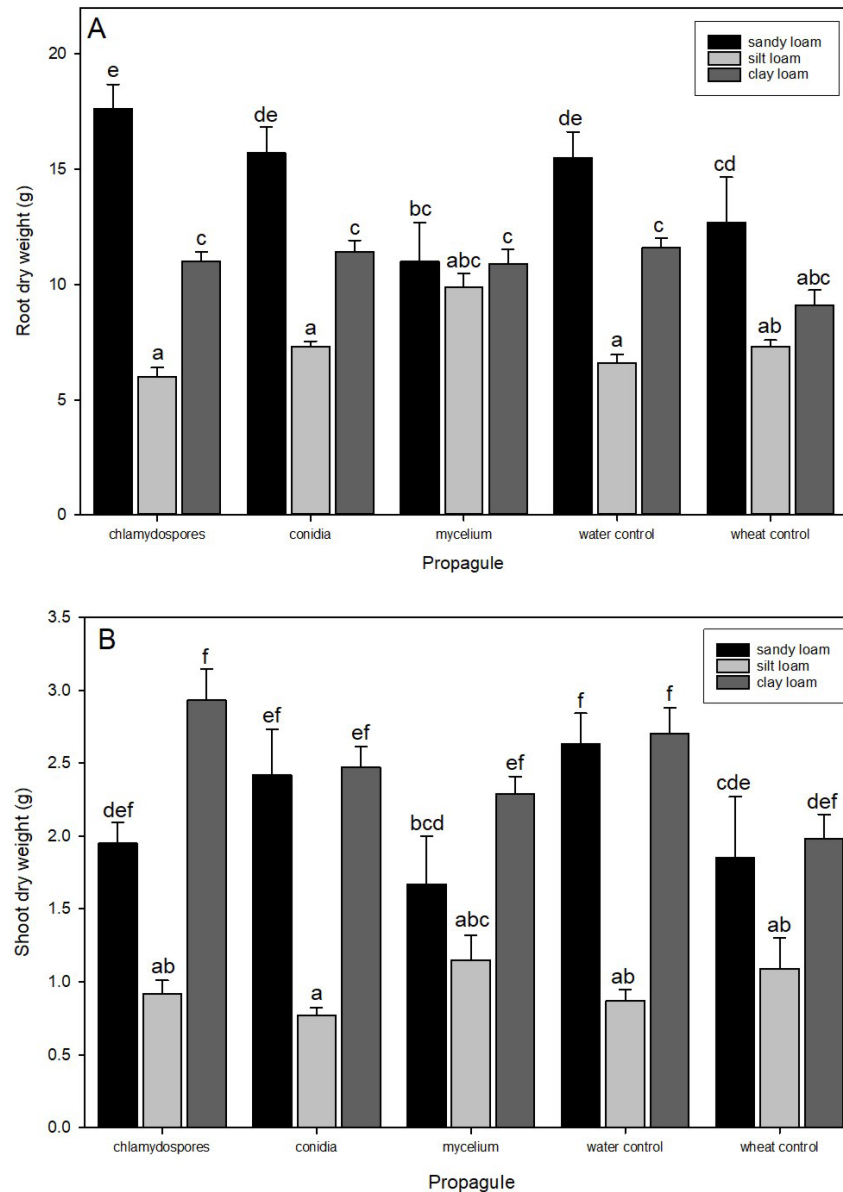 A
sandy loam
silt loam
clay loam
20
15
10
5
0
Root dry weight (g)
e
a
c
de
a
c
bc
abc
c
de
a
c
cd
ab
abc
chlamydospores
conidia
mycelium
water control
wheat control
Propagule
B
sandy loam
silt loam
clay loam
3.5
3.0
2.5
2.0
1.5
1.0
0.5
0.0
Shoot dry weight (g)
def
ab
f
ef
a
ef
bcd
abc
ef
f
ab
f
cde
ab
def
chlamydospores
conidia
mycelium
water control
wheat control
Propagule